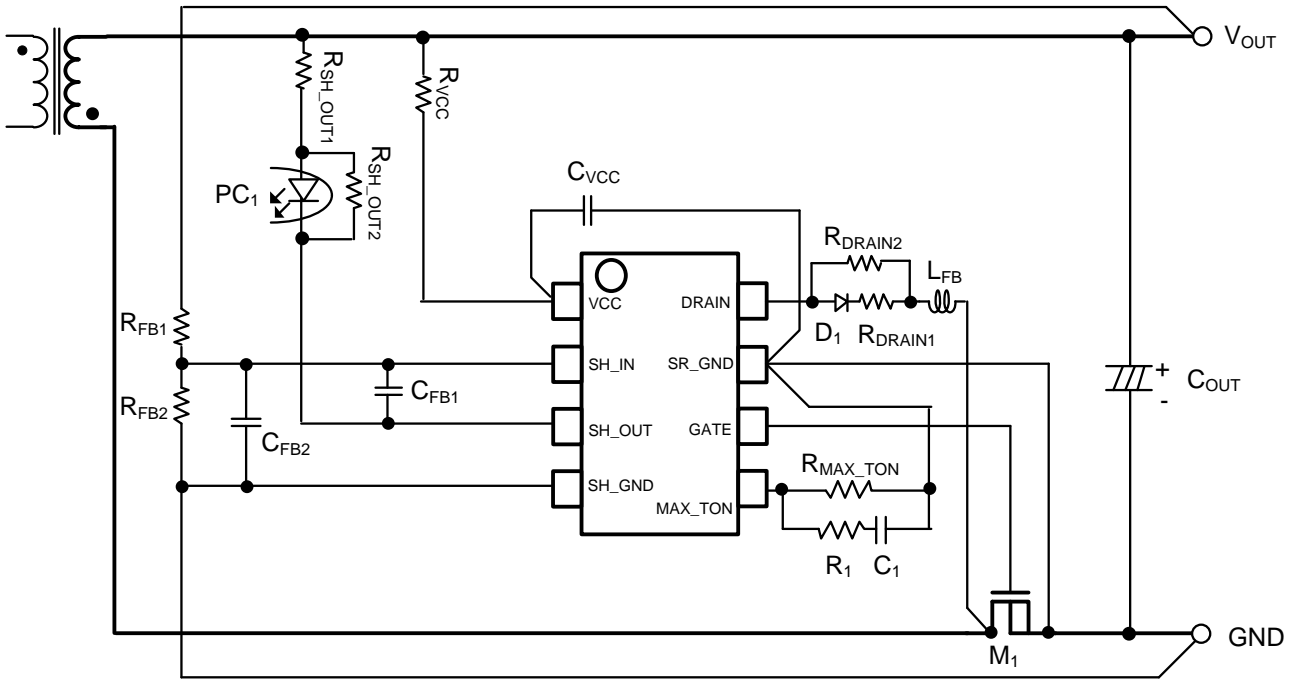 VOUT
RSH_OUT1
RVCC
RSH_OUT2
PC1
CVCC
RDRAIN2
LFB
VCC
DRAIN
D1
RDRAIN1
RFB1
SH_IN
SR_GND
CFB1
+
-
COUT
RFB2
CFB2
SH_OUT
GATE
RMAX_TON
SH_GND
MAX_TON
R1
C1
M1
GND